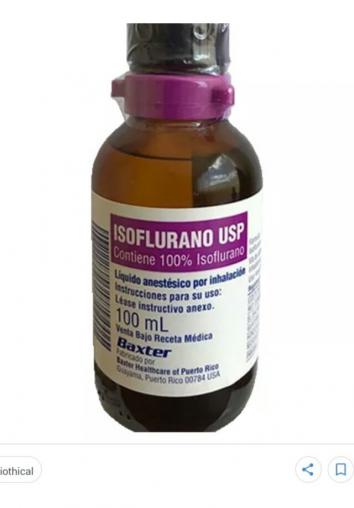 ISOFLURANO USP
Contiene 100% Isoflurano
Líquido anestésico por inhalación
Instrucciones para su uso:
Léase instructivo anexo.
100 mL
Venta Bajo Receta Médica
Baxter
Fabricado por
Baxter Healthcare of Puerto Rico
Guayama, Puerto Rico 00784 USA
iothical